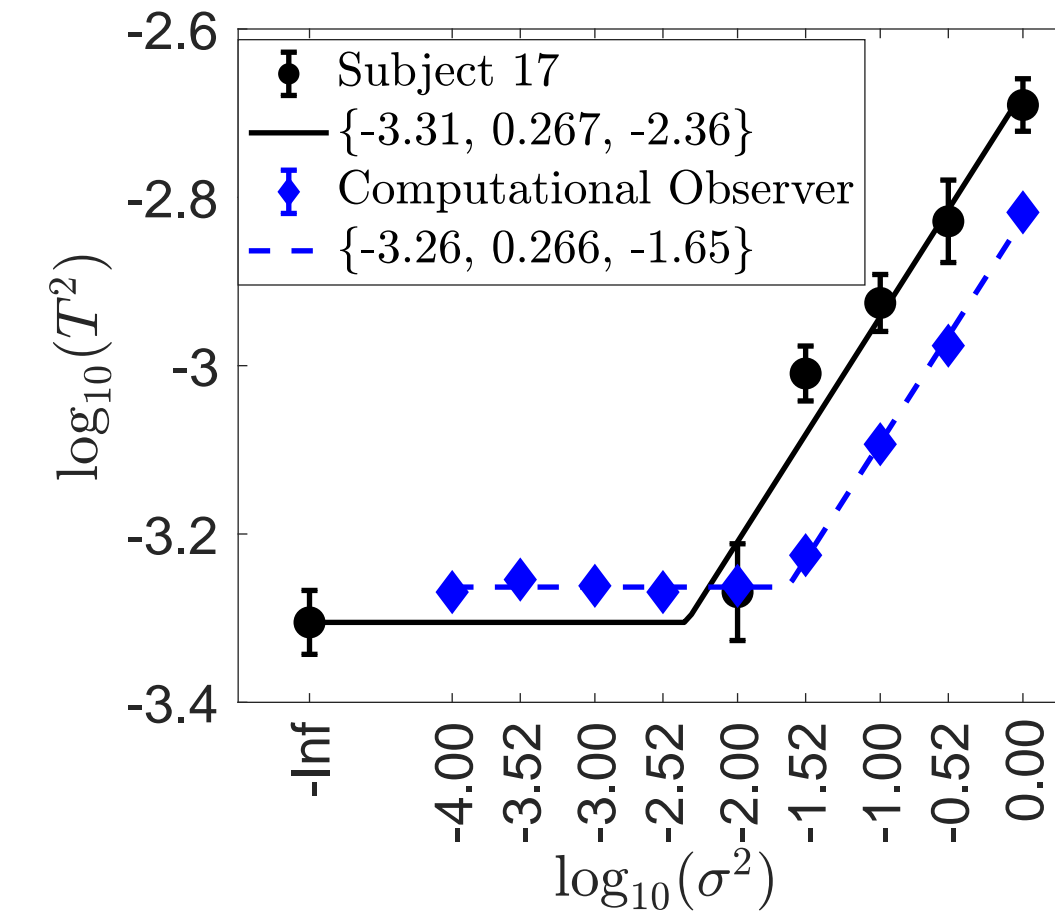 -2.6
-2.8
-3
-3.2
-3.4
log₁₀(T²)
Subject 17
{-3.31, 0.267, -2.36}
Computational Observer
{-3.26, 0.266, -1.65}
-Inf
-4.00
-3.52
-3.00
-2.52
-2.00
-1.52
-1.00
-0.52
0.00
log₁₀(σ²)